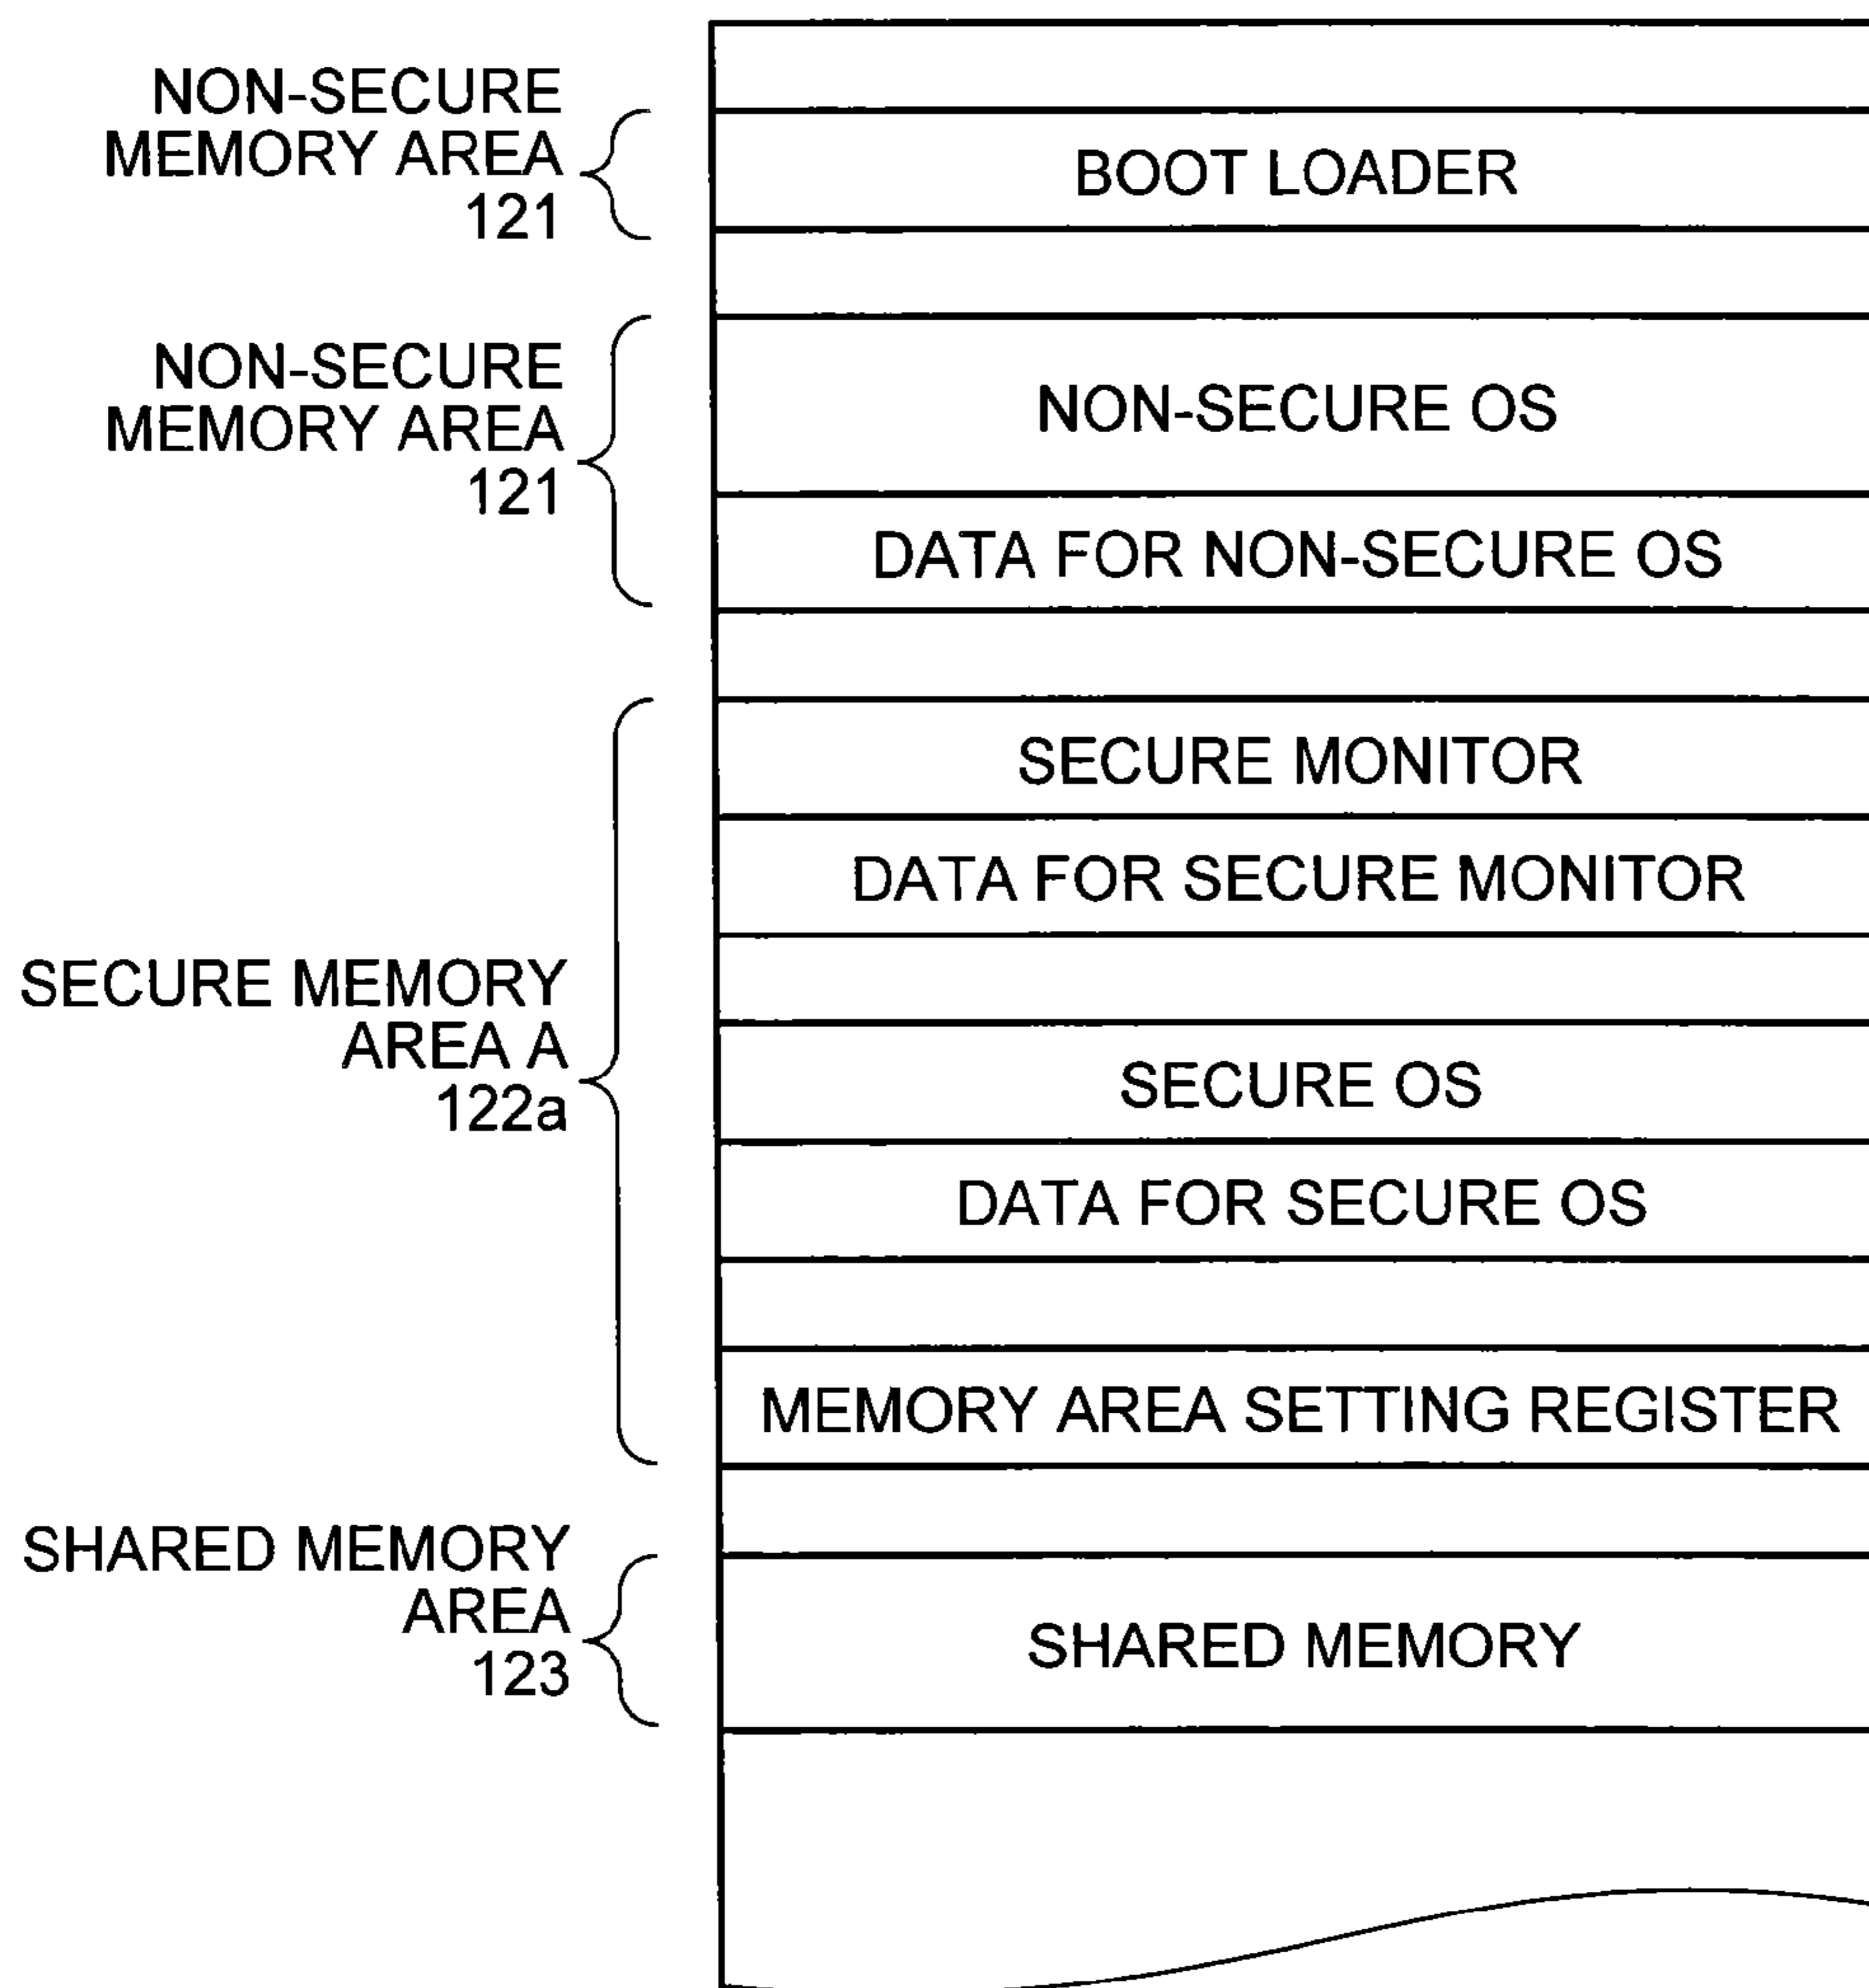 NON-SECURE
MEMORY AREA
121
BOOT LOADER
NON-SECURE
MEMORY AREA
121
NON-SECURE OS
DATA FOR NON-SECURE OS
SECURE MEMORY
AREA A
122a
SECURE MONITOR
DATA FOR SECURE MONITOR
SECURE OS
DATA FOR SECURE OS
MEMORY AREA SETTING REGISTER
SHARED MEMORY
AREA
123
SHARED MEMORY